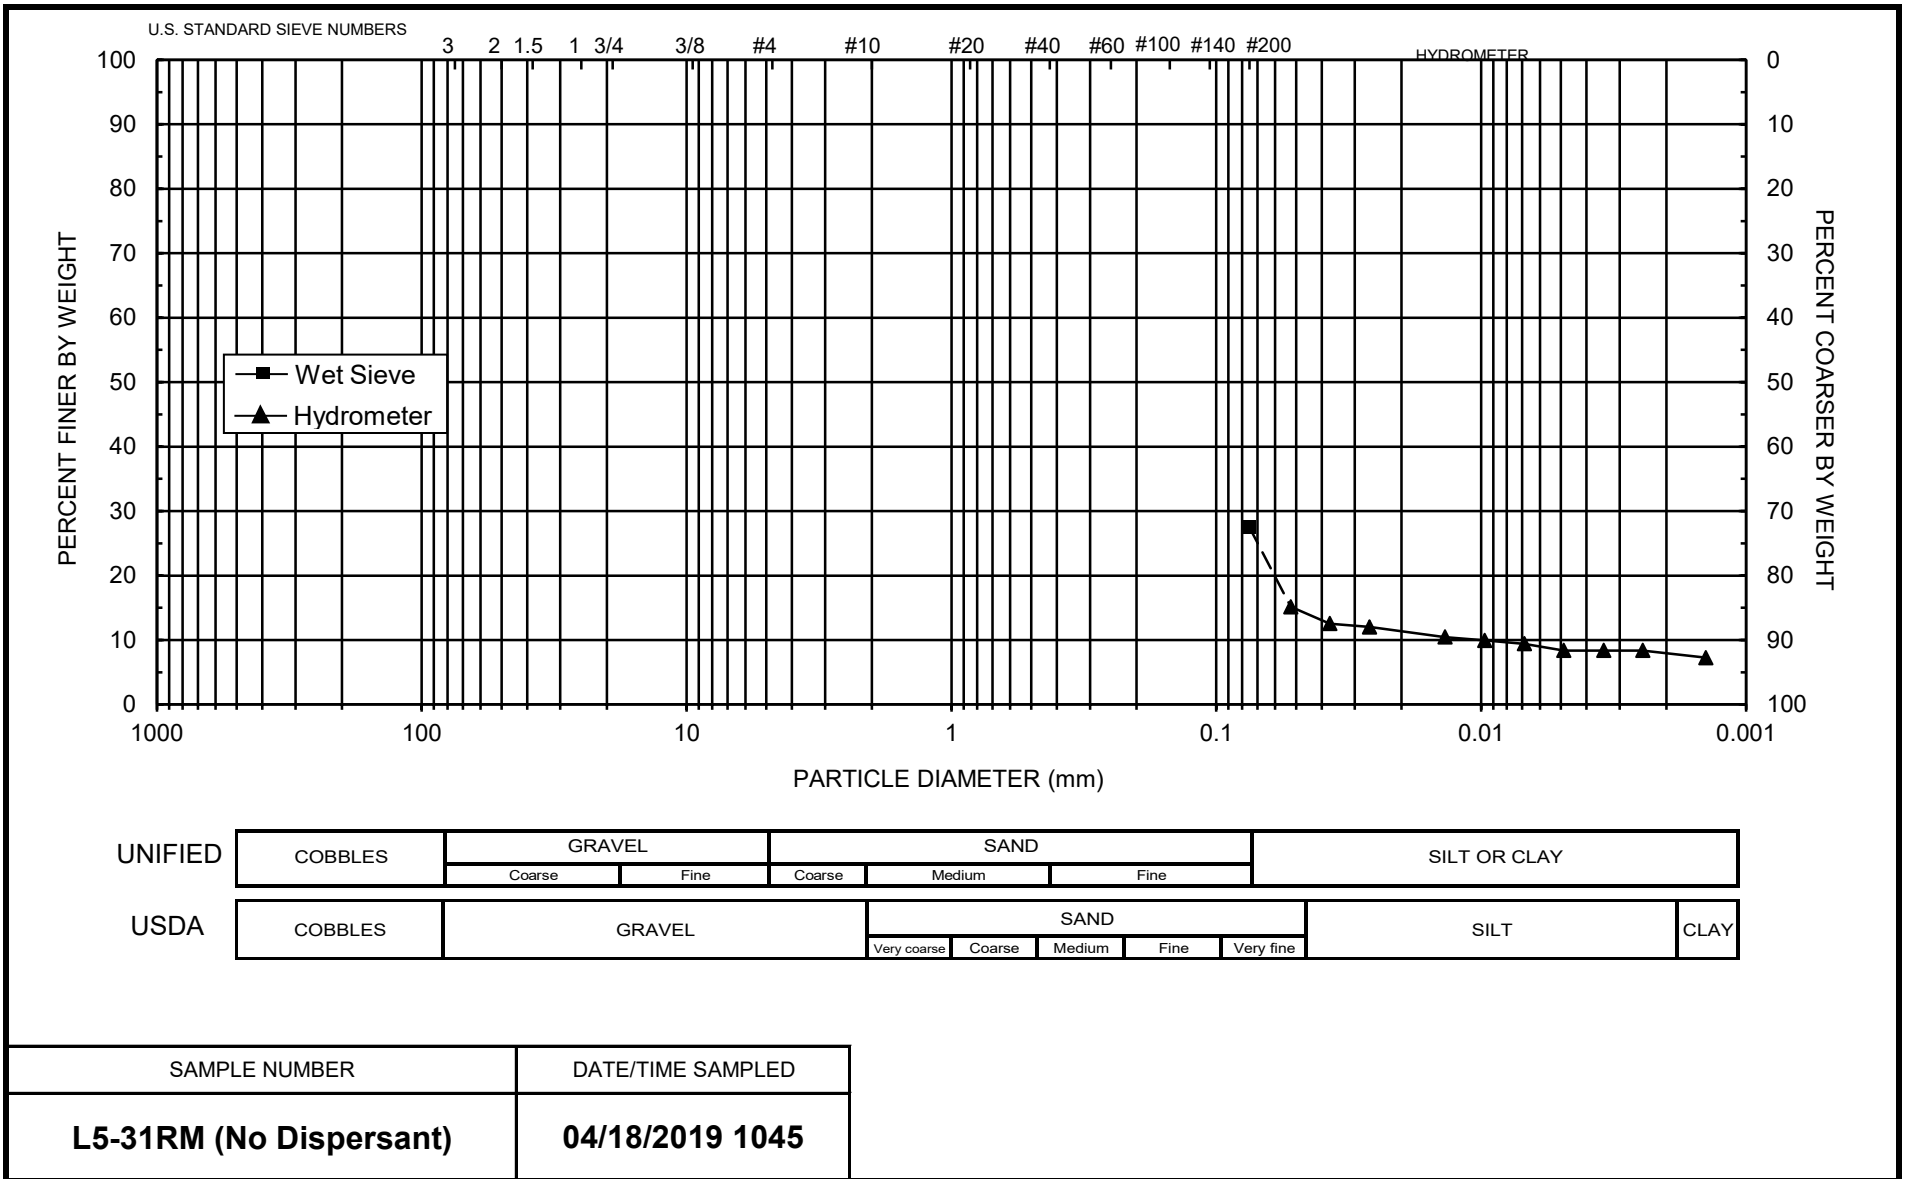 U.S. STANDARD SIEVE NUMBERS
3 2 1.5 1 3/4 3/8 #4 #10 #20 #40 #60 #100 #140 #200
HYDROMETER
100 0
90 10
80 20
70 30
60 40
50 50
40 60
30 70
20 80
10 90
0 100
PERCENT FINER BY WEIGHT
PERCENT COARSER BY WEIGHT
Wet Sieve
Hydrometer
1000 100 10 1 0.1 0.01 0.001
PARTICLE DIAMETER (mm)
UNIFIED
COBBLES GRAVEL SAND SILT OR CLAY
Coarse Fine Coarse Medium Fine
USDA
COBBLES GRAVEL SAND SILT CLAY
Very coarse Coarse Medium Fine Very fine
SAMPLE NUMBER DATE/TIME SAMPLED
L5-31RM (No Dispersant) 04/18/2019 1045